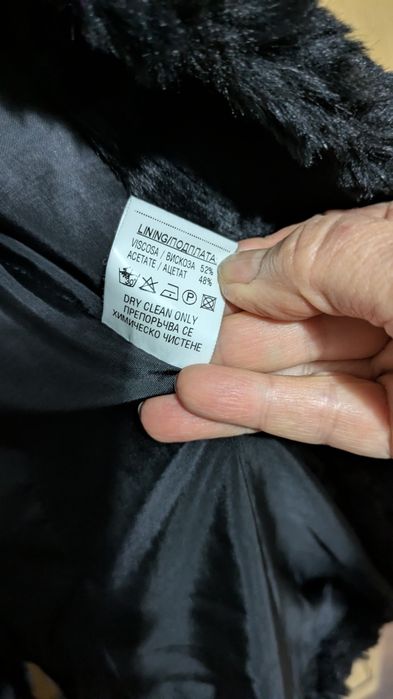 LINING/ПОДПЛАТА
VISCOSA / ВИСКОЗА 52%
ACETATE / АЦЕТАТ 48%
P
DRY CLEAN ONLY
ПРЕПОРЪЧВА СЕ
ХИМИЧЕСКО ЧИСТЕНЕ